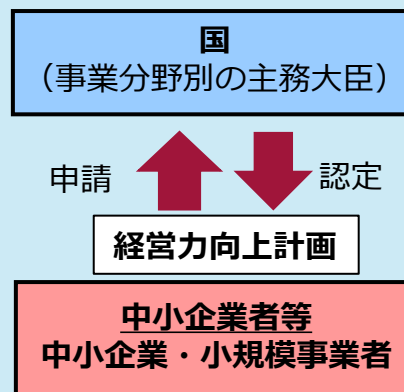 国
（事業分野別の主務大臣）
申請
認定
経営力向上計画
中小企業者等
中小企業・小規模事業者